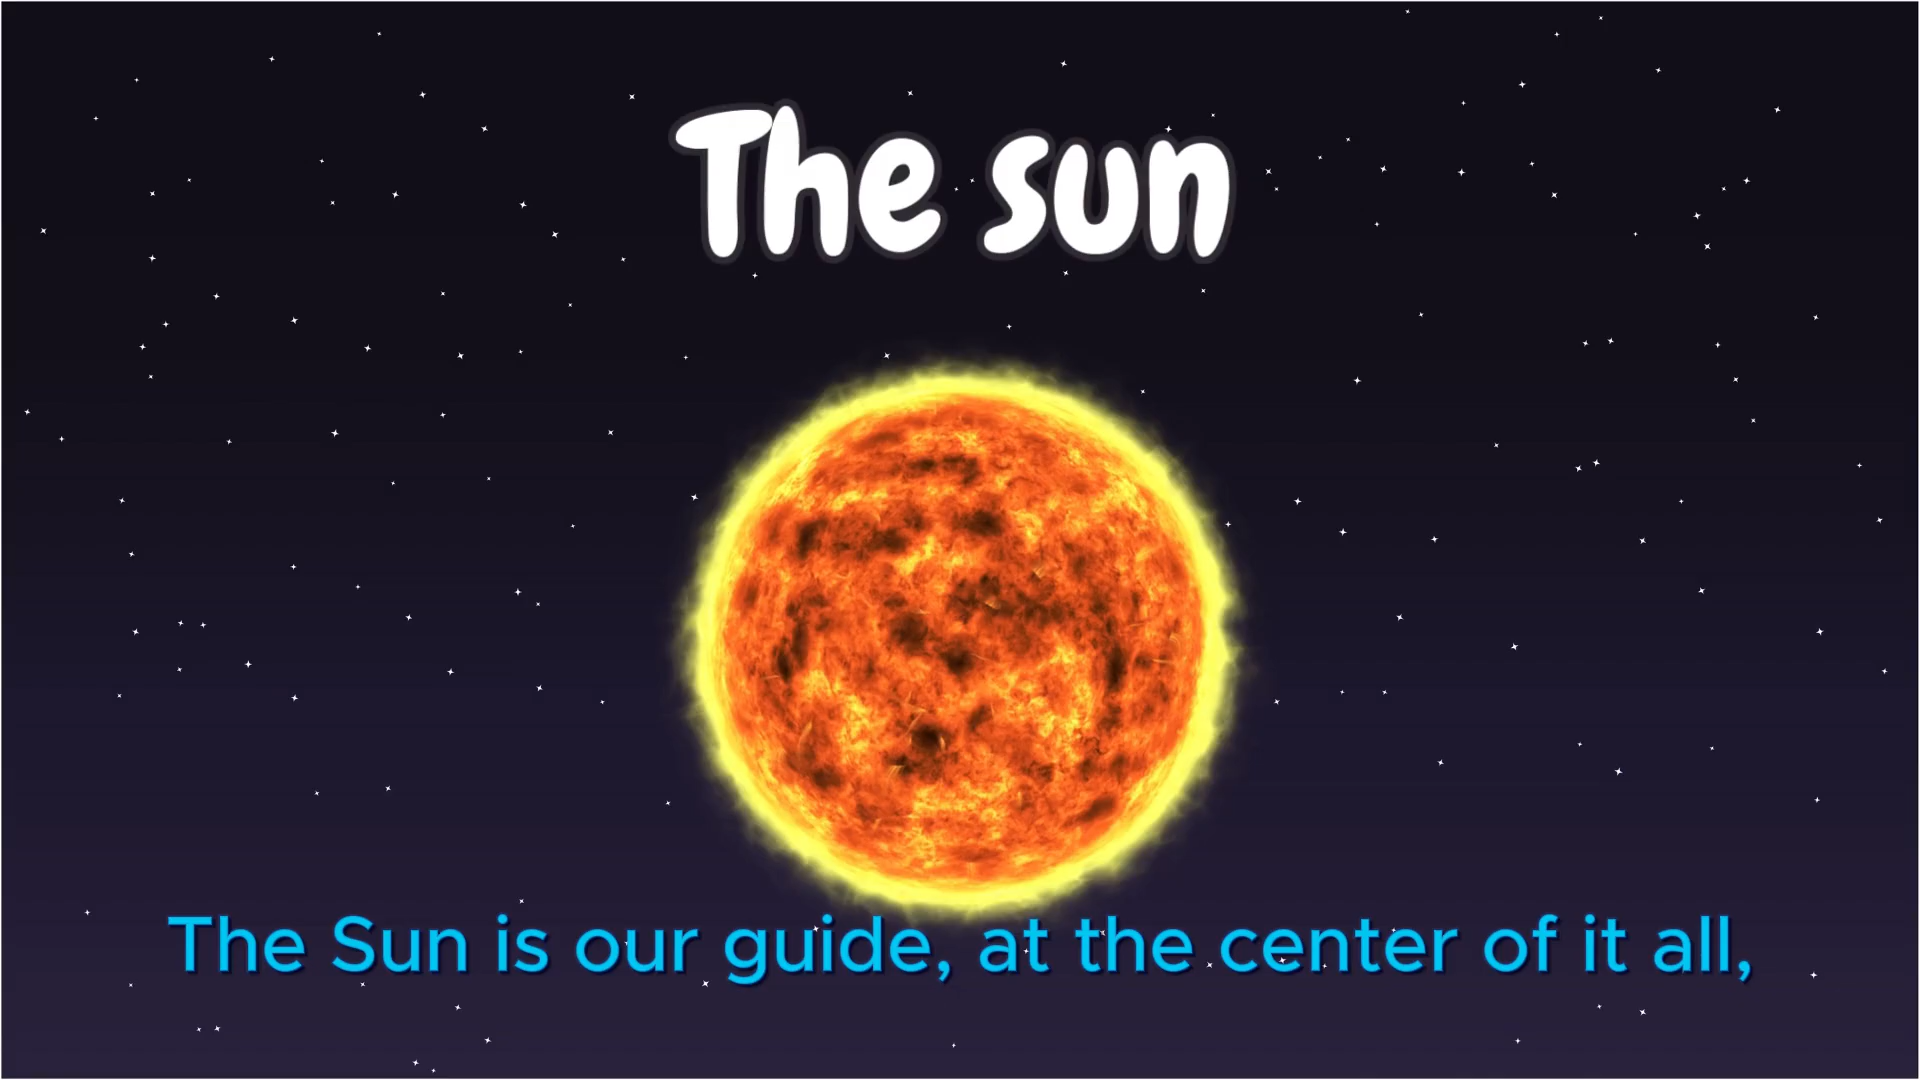 The sun
The Sun is our guide, at the center of it all,